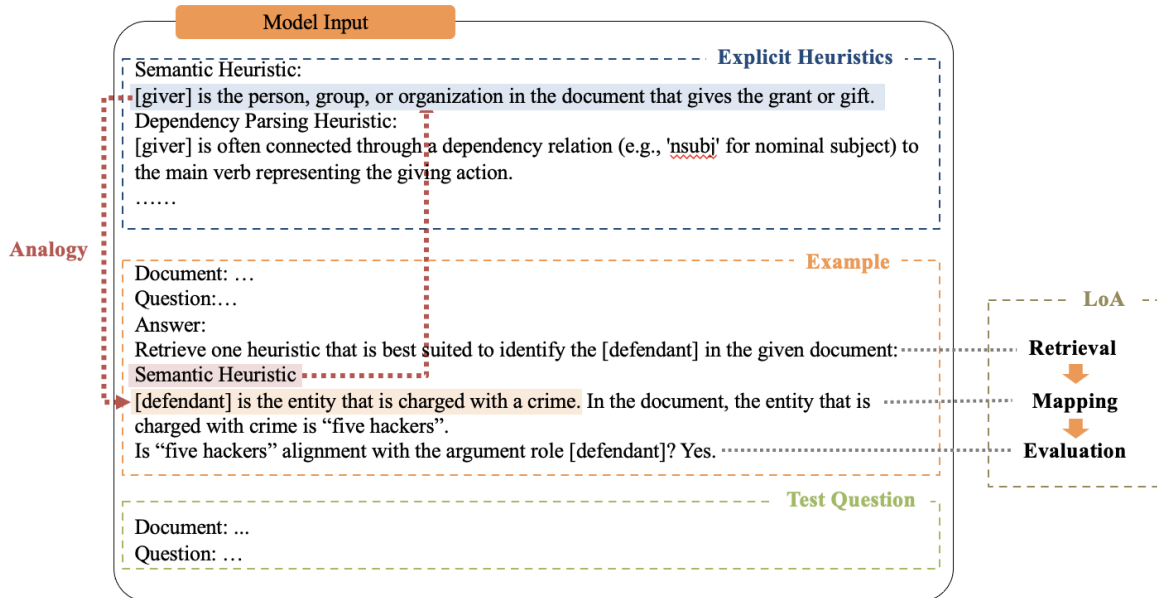 Model Input
Explicit Heuristics
Semantic Heuristic:
[giver] is the person, group, or organization in the document that gives the grant or gift.
Dependency Parsing Heuristic:
[giver] is often connected through a dependency relation (e.g., 'nsubj' for nominal subject) to
the main verb representing the giving action.
……
Analogy
Example
Document: …
Question:…
Answer:
Retrieve one heuristic that is best suited to identify the [defendant] in the given document:
Semantic Heuristic
[defendant] is the entity that is charged with a crime. In the document, the entity that is
charged with crime is “five hackers”.
Is “five hackers” alignment with the argument role [defendant]? Yes.
LoA
Retrieval
Mapping
Evaluation
Test Question
Document: ...
Question: …